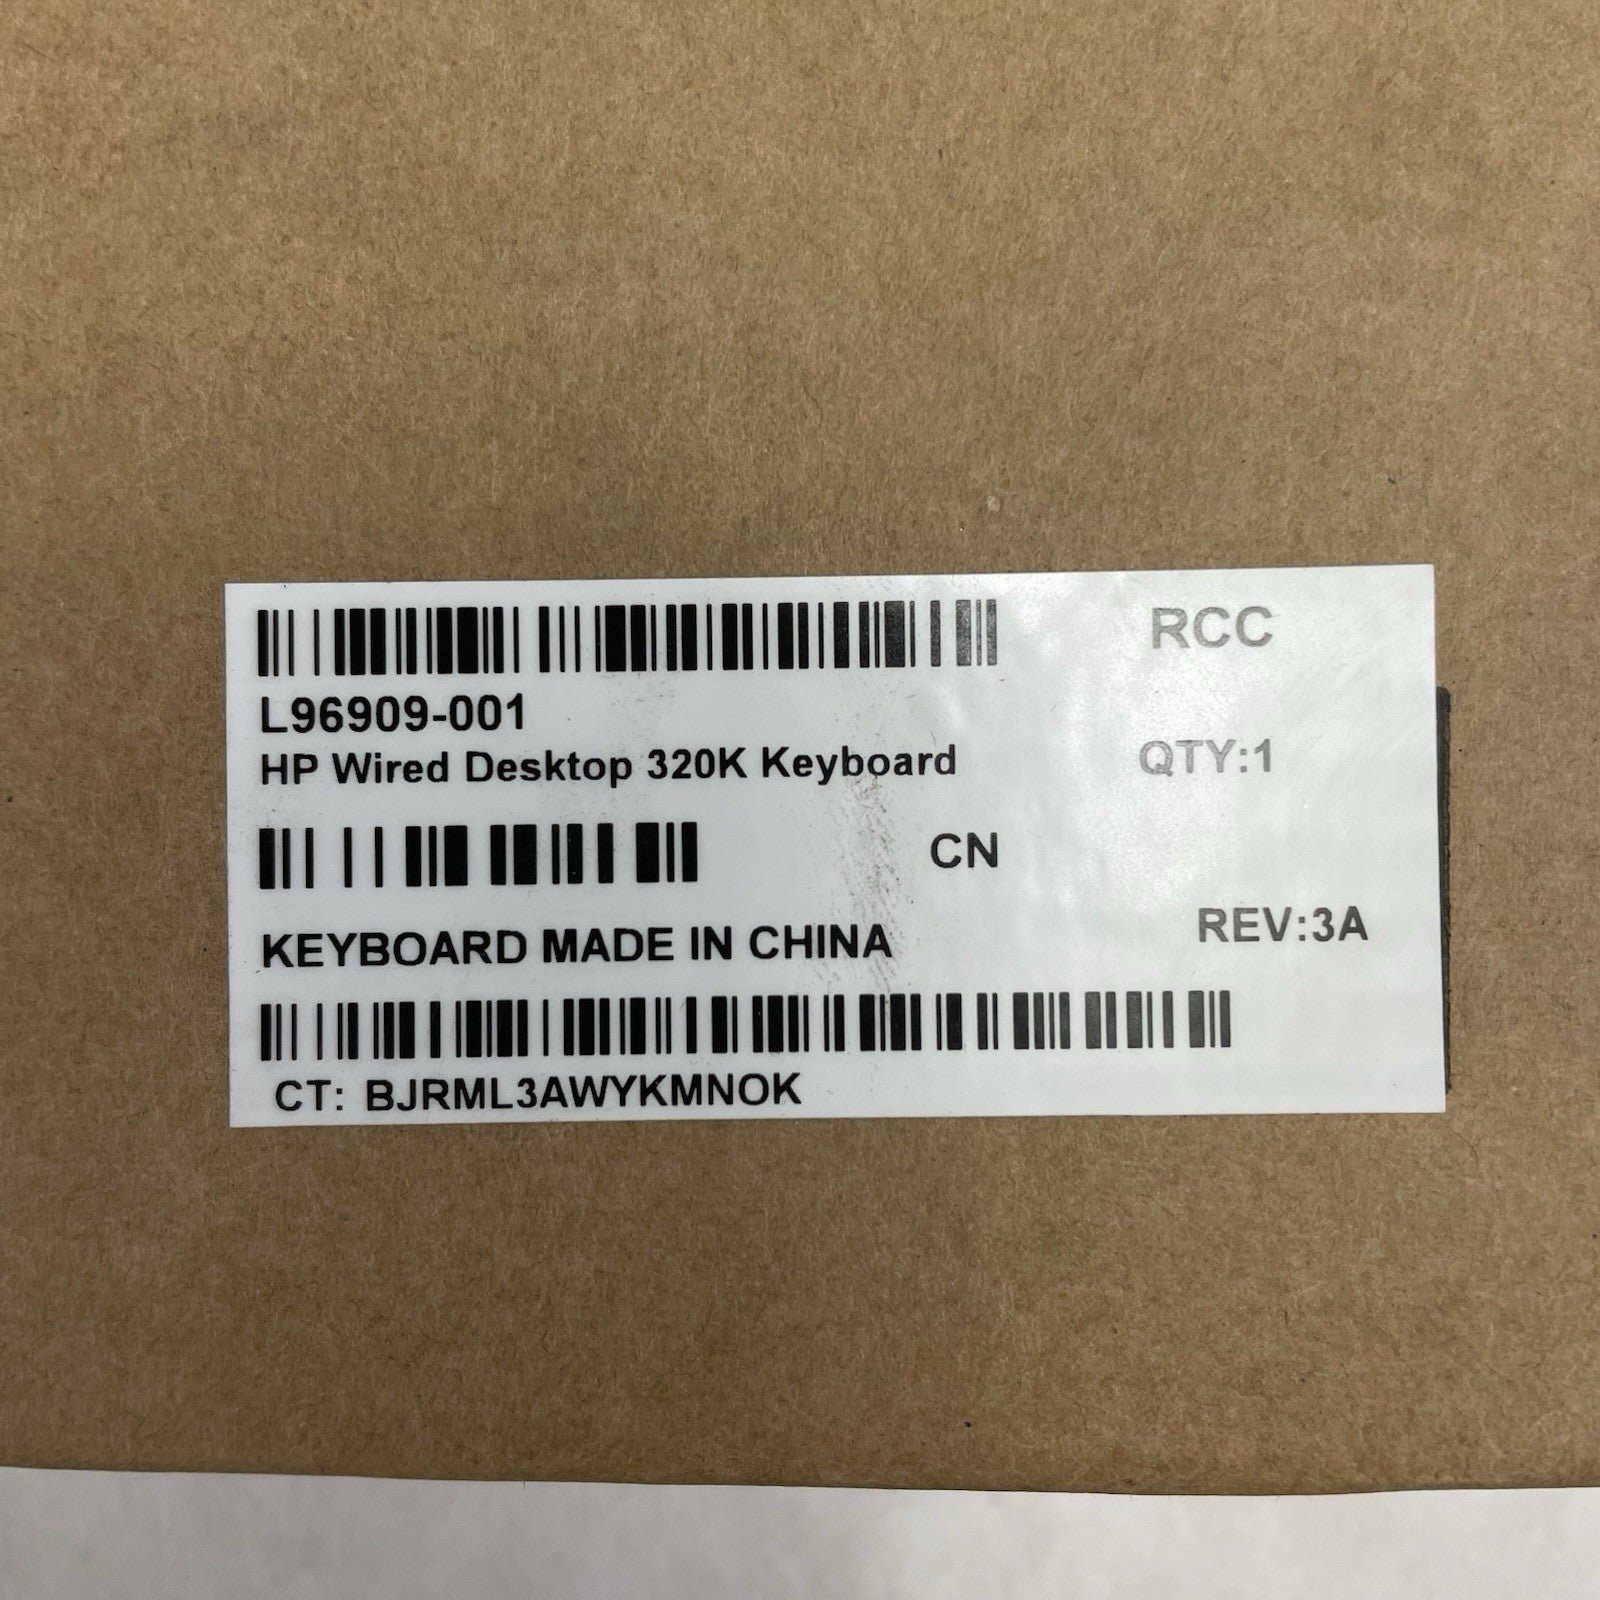 RCC
L96909-001
HP Wired Desktop 320K Keyboard
QTY:1
CN
KEYBOARD MADE IN CHINA
REV:3A
CT: BJRML3AWYKMNOK